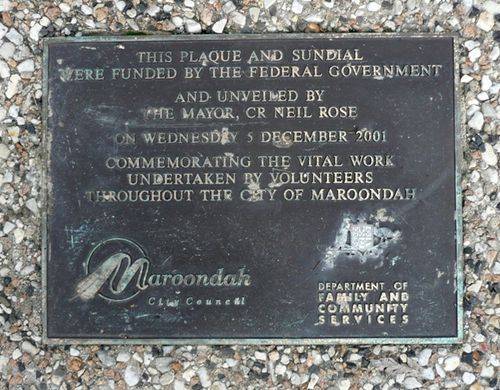 THIS PLAQUE AND SUNDIAL
WERE FUNDED BY THE FEDERAL GOVERNMENT
AND UNVEILED BY
THE MAYOR, CR NEIL ROSE
ON WEDNESDAY 5 DECEMBER 2001
COMMEMORATING THE VITAL WORK
UNDERTAKEN BY VOLUNTEERS
THROUGHOUT THE CITY OF MAROONDAH
Maroondah
City Council
DEPARTMENT OF
FAMILY AND
COMMUNITY
SERVICES